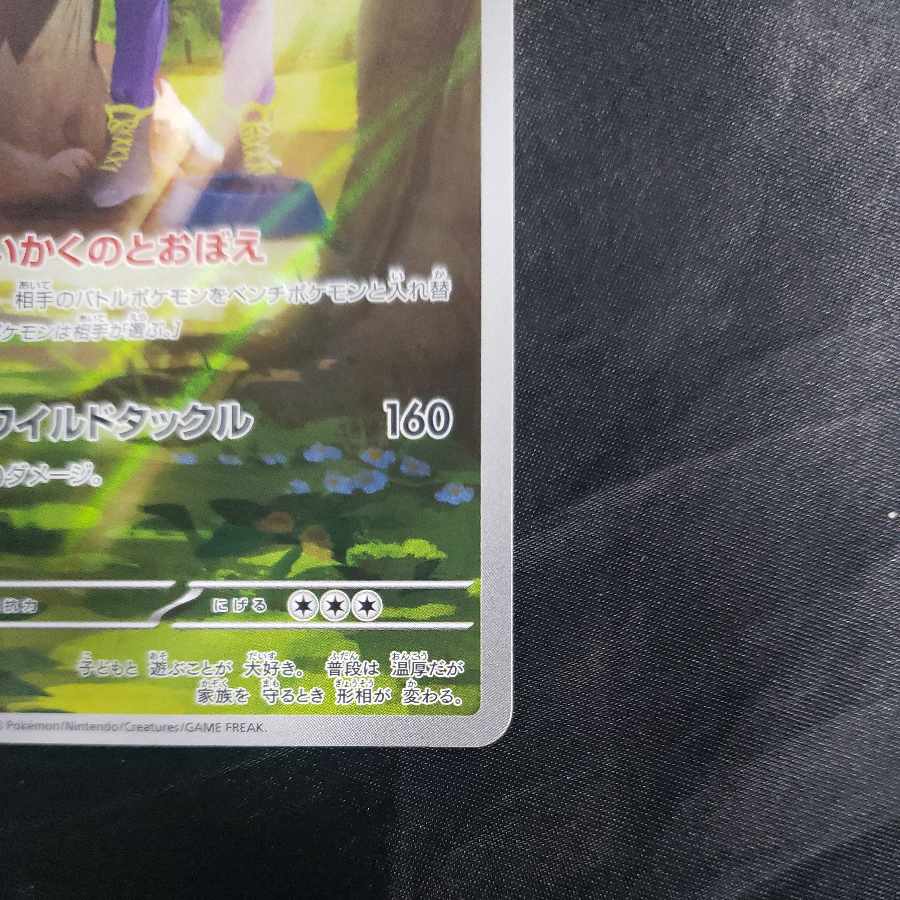 いかくのとおぼえ
相手のバトルポケモンをベンチポケモンと入れ替
ケモンは相手が選ぶ。]
ワイルドタックル 160
ダメージ。
抗力 にげる
子どもと 遊ぶことが 大好き。 普段は 温厚だが
家族を 守るとき 形相が 変わる。
Pokémon/Nintendo/Creatures/GAME FREAK.